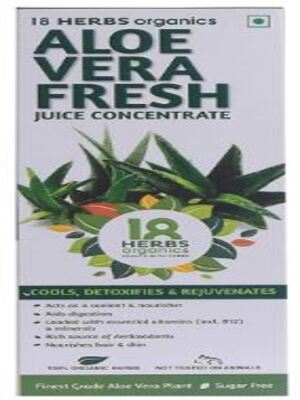 18 HERBS organics
ALOE
VERA
FRESH
JUICE CONCENTRATE
18
HERBS
organics
COOLS, DETOXIFIES & REJUVENATES
Acts as a & nourisher
Aids digestion
Loaded with essential vitamins (incl. B12)
& minerals
Rich source of Antioxidants
Nourishes hair & skin
100% ORGANIC HERBS
NOT TESTED ON ANIMALS
Finest Grade Aloe Vera Plant
Sugar Free